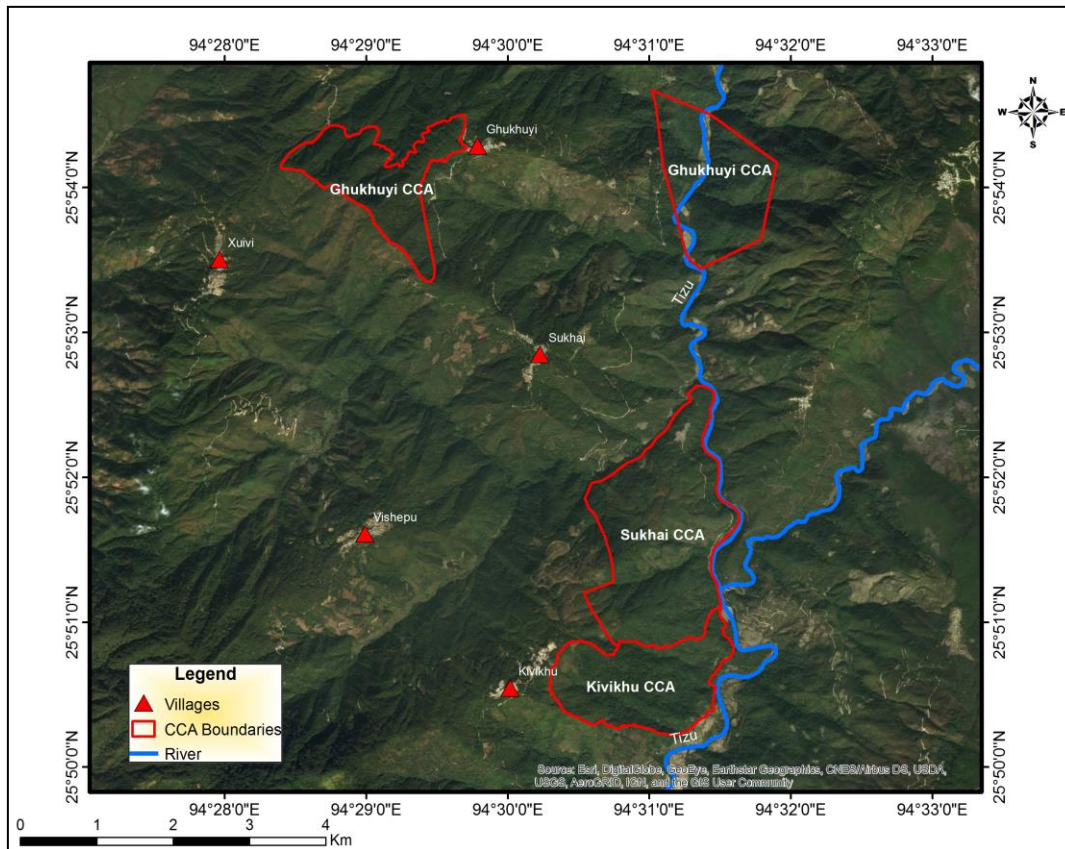 94°28'0"E 94°29'0"E 94°30'0"E 94°31'0"E 94°32'0"E 94°33'0"E
N
W E
S
Ghukhuyi
25°54'0"N 25°54'0"N
Ghukhuyi CCA
Ghukhuyi CCA
Xuivi
Tizu
25°53'0"N 25°53'0"N
Sukhai
25°52'0"N 25°52'0"N
Vishepu
Sukhai CCA
25°51'0"N 25°51'0"N
Kivikhu
Kivikhu CCA
Tizu
Legend
Villages
CCA Boundaries
River
25°50'0"N 25°50'0"N
Source: Esri, DigitalGlobe, GeoEye, Earthstar Geographics, CNES/Airbus DS, USDA,
USGS, AeroGRID, IGN, and the GIS User Community
94°28'0"E 94°29'0"E 94°30'0"E 94°31'0"E 94°32'0"E 94°33'0"E
0 1 2 3 4
Km